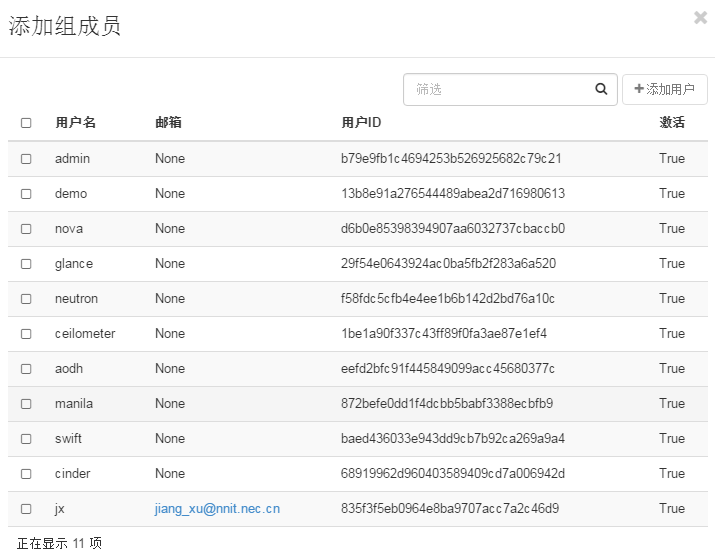 添加组成员
筛选 添加用户
用户名 邮箱 用户ID 激活
admin None b79e9fb1c4694253b526925682c79c21 True
demo None 13b8e91a276544489abea2d716980613 True
nova None d6b0e85398394907aa6032737cbaccb0 True
glance None 29f54e0643924ac0ba5fb2f283a6a520 True
neutron None f58fdc5cfb4e4ee1b6b142d2bd76a10c True
ceilometer None 1be1a90f337c43ff89f0fa3ae87e1ef4 True
aodh None eefd2bfc91f445849099acc45680377c True
manila None 872befe0dd1f4dcbb5babf3388ecbfb9 True
swift None baed436033e943dd9cb7b92ca269a9a4 True
cinder None 68919962d960403589409cd7a006942d True
jx jiang_xu@nnit.nec.cn 835f3f5eb0964e8ba9707acc7a2c46d9 True
正在显示 11 项